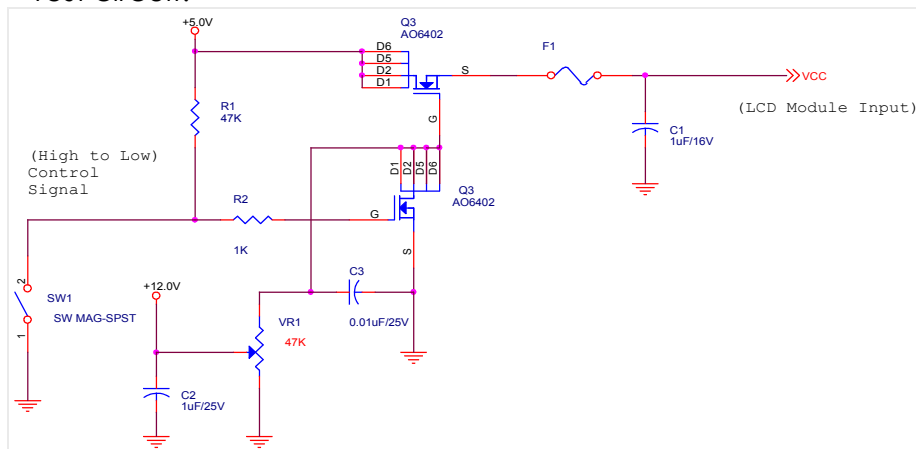 +5.0V
Q3
AO6402
D6
D5
D2
D1
S
G
F1
VCC
(LCD Module Input)
C1
1uF/16V
R1
47K
(High to Low)
Control
Signal
R2
1K
D1
D2
D5
D6
Q3
AO6402
G
S
2
SW1
SW MAG-SPST
1
+12.0V
C3
0.01uF/25V
VR1
47K
C2
1uF/25V